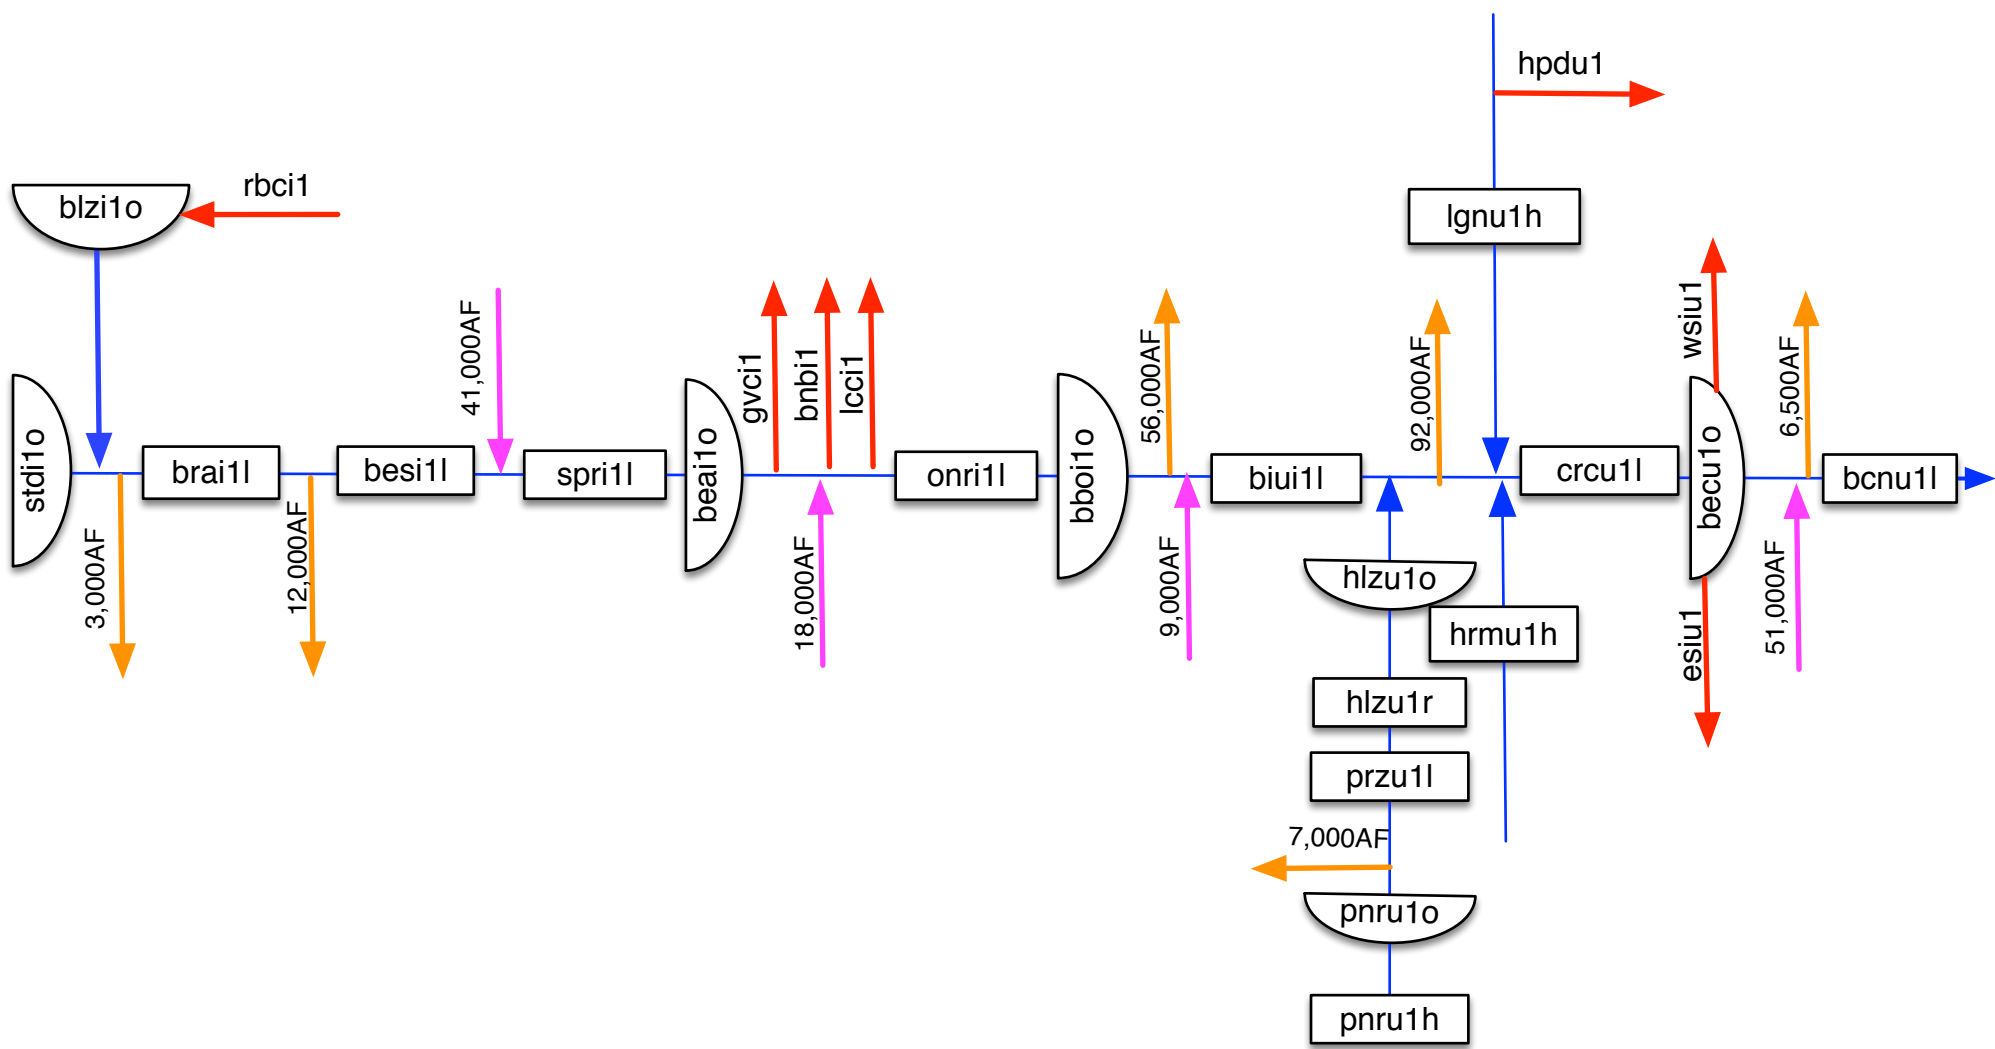 hpdu1
rbci1
blzi1o
lgnu1h
41,000AF
gvci1
bnbi1
lcci1
56,000AF
92,000AF
wsiu1
6,500AF
stdi1o
brai1l
besi1l
spri1l
beai1o
onri1l
bboi1o
biui1l
crcu1l
becu1o
bcnu1l
3,000AF
12,000AF
18,000AF
9,000AF
hlzu1o
hrmu1h
esiu1
51,000AF
hlzu1r
przu1l
7,000AF
pnru1o
pnru1h